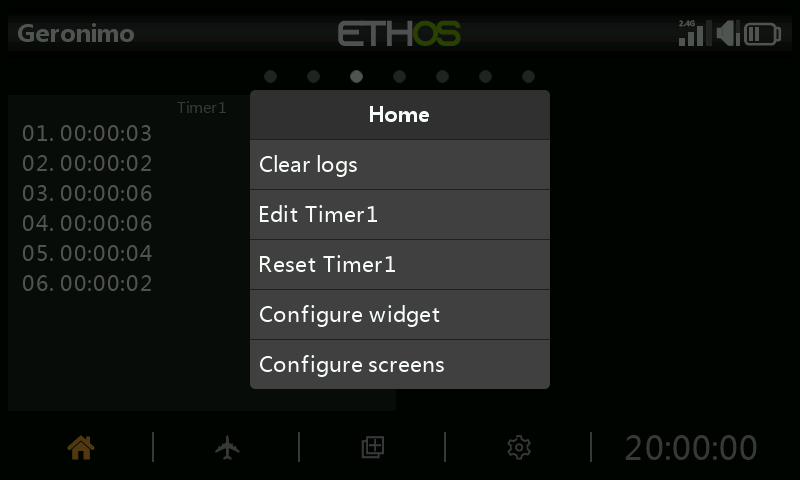 Geronimo
ETHOS
2.4G
Timer1
01. 00:00:03
02. 00:00:02
03. 00:00:06
04. 00:00:06
05. 00:00:04
06. 00:00:02
Home
Clear logs
Edit Timer1
Reset Timer1
Configure widget
Configure screens
20:00:00